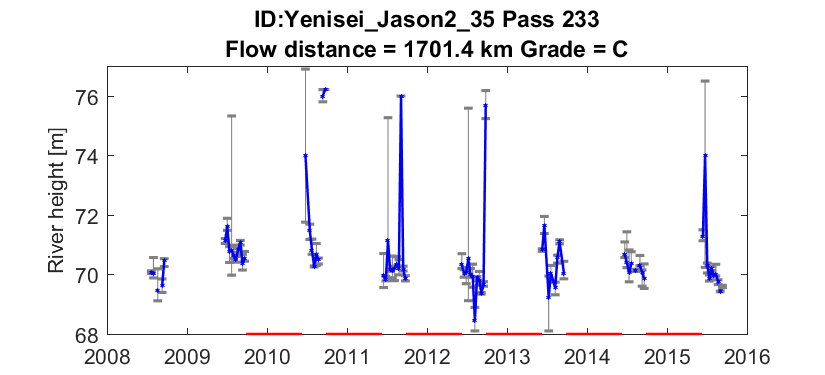 ID:Yenisei_Jason2_35 Pass 233
Flow distance = 1701.4 km Grade = C
River height [m]
76
74
72
70
68
2008 2009 2010 2011 2012 2013 2014 2015 2016